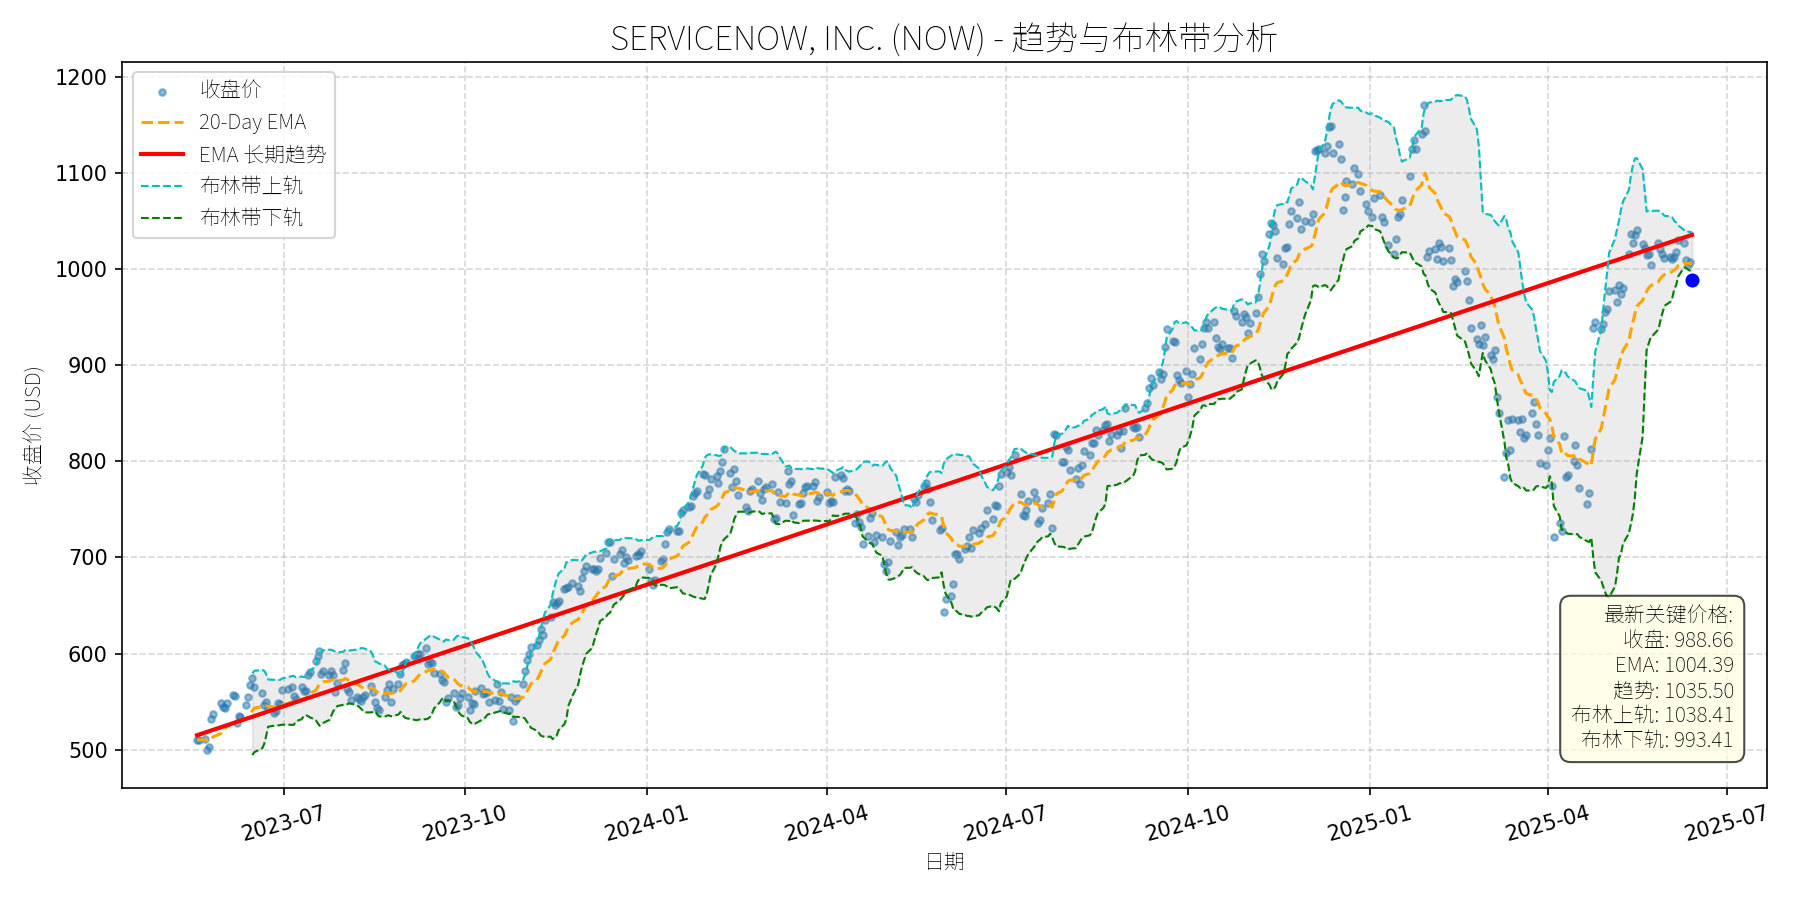 SERVICENOW, INC. (NOW) - 趋势与布林带分析
收盘价
20-Day EMA
EMA 长期趋势
布林带上轨
布林带下轨
收盘价 (USD)
1200
1100
1000
900
800
700
600
500
最新关键价格:
收盘: 988.66
EMA: 1004.39
趋势: 1035.50
布林上轨: 1038.41
布林下轨: 993.41
2023-07
2023-10
2024-01
2024-04
2024-07
2024-10
2025-01
2025-04
2025-07
日期